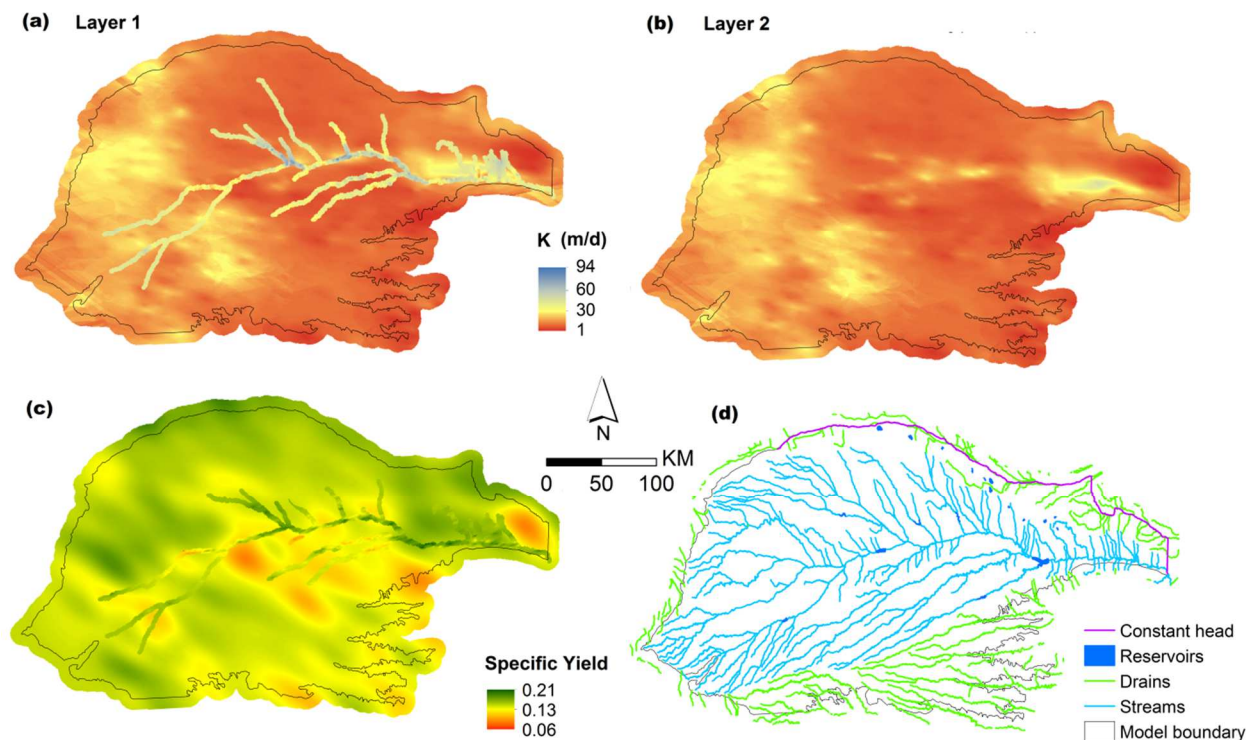 (a) Layer 1
(b) Layer 2
K (m/d)
94
60
30
1
(c)
N
KM
0 50 100
(d)
Specific Yield
0.21
0.13
0.06
Constant head
Reservoirs
Drains
Streams
Model boundary